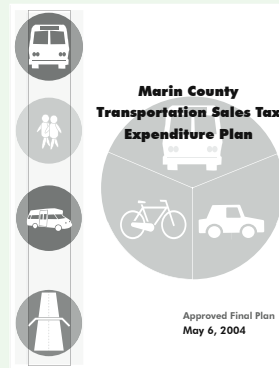 Marin County
Transportation Sales Tax
Expenditure Plan
Approved Final Plan
May 6, 2004